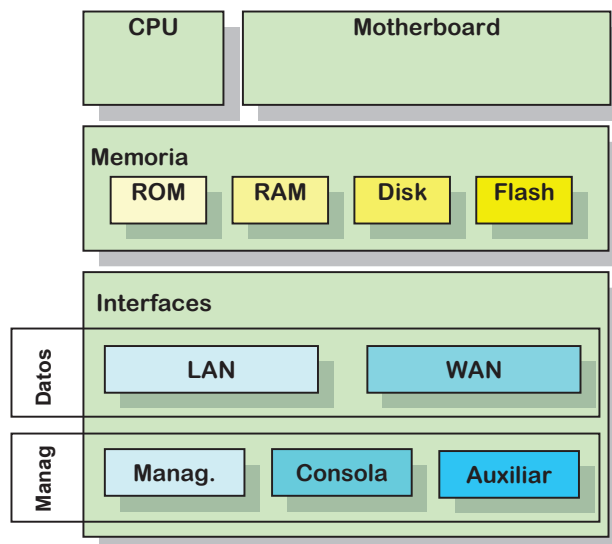 CPU
Motherboard
Memoria
ROM
RAM
Disk
Flash
Interfaces
Datos
LAN
WAN
Manag
Manag.
Consola
Auxiliar